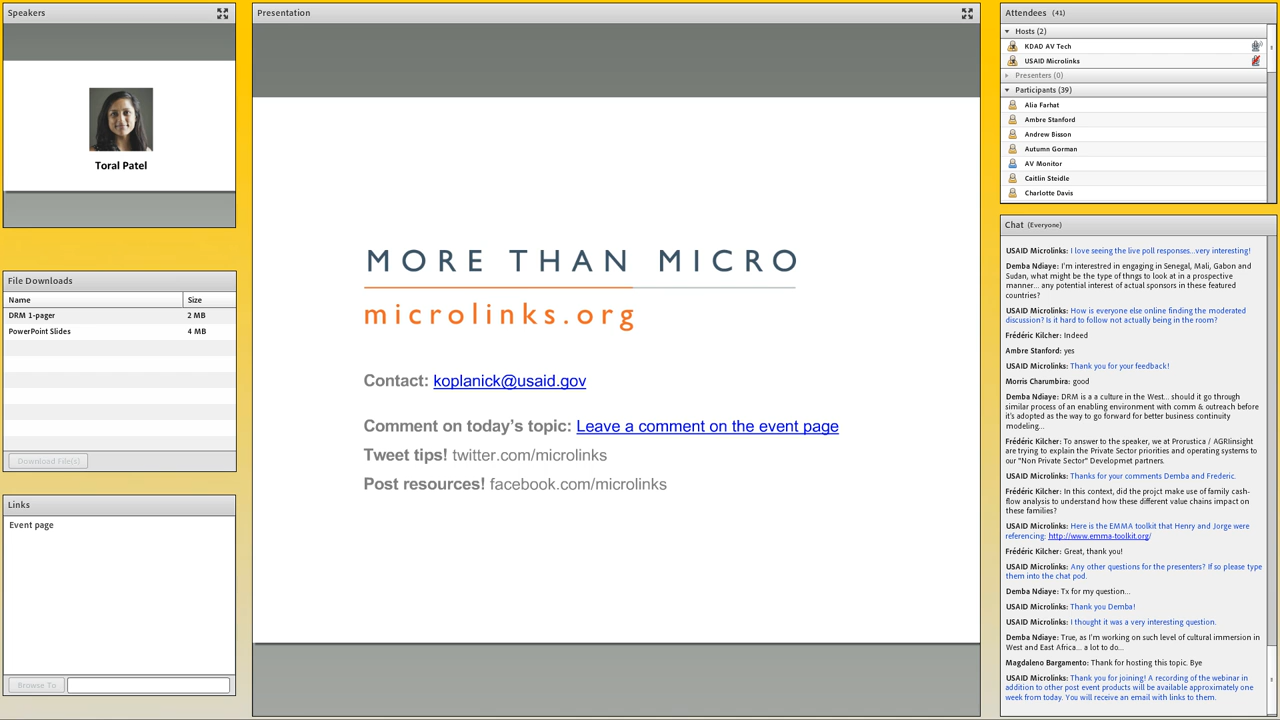 Speakers
Toral Patel
File Downloads
Name Size
DRM 1-pager 2 MB
PowerPoint Slides 4 MB
Download File(s)
Links
Event page
Browse To
Presentation
MORE THAN MICRO
microlinks.org
Contact: koplanick@usaid.gov
Comment on today's topic: Leave a comment on the event page
Tweet tips! twitter.com/microlinks
Post resources! facebook.com/microlinks
Attendees (41)
Hosts (2)
KDAD AV Tech
USAID Microlinks
Presenters (0)
Participants (39)
Alia Farhat
Ambre Stanford
Andrew Bisson
Autumn Gorman
AV Monitor
Caitlin Steidle
Charlotte Davis
Chat (Everyone)
USAID Microlinks: I love seeing the live poll responses...very interesting!
Demba Ndiaye: I'm interestred in engaging in Senegal, Mali, Gabon and
Sudan, what might be the type of things to look at in a prospective
manner... any potential interest of actual sponsors in these featured
countries?
USAID Microlinks: How is everyone else online finding the moderated
discussion? Is it hard to follow not actually being in the room?
Frédéric Kilcher: Indeed
Ambre Stanford: yes
USAID Microlinks: Thank you for your feedback!
Morris Charumbira: good
Demba Ndiaye: DRM is a a culture in the West... should it go through
similar process of an enabling environment with comm & outreach before
it's adopted as the way to go forward for better business continuity
modeling...
Frédéric Kilcher: To answer to the speaker, we at Prorustica / AGRIinsight
are trying to explain the Private Sector priorities and operating systems to
our "Non Private Sector" Developmet partners.
USAID Microlinks: Thanks for your comments Demba and Frederic.
Frédéric Kilcher: In this context, did the projct make use of family cash-
flow analysis to understand how these different value chains impact on
these families?
USAID Microlinks: Here is the EMMA toolkit that Henry and Jorge were
referencing: http://www.emma-toolkit.org/
Frédéric Kilcher: Great, thank you!
USAID Microlinks: Any other questions for the presenters? If so please type
them into the chat pod.
Demba Ndiaye: Tx for my question...
USAID Microlinks: Thank you Demba!
USAID Microlinks: I thought it was a very interesting question.
Demba Ndiaye: True, as I'm working on such level of cultural immersion in
West and East Africa... a lot to do...
Magdaleno Bargamento: Thank for hosting this topic. Bye
USAID Microlinks: Thank you for joining! A recording of the webinar in
addition to other post event products will be available approximately one
week from today. You will receive an email with links to them.